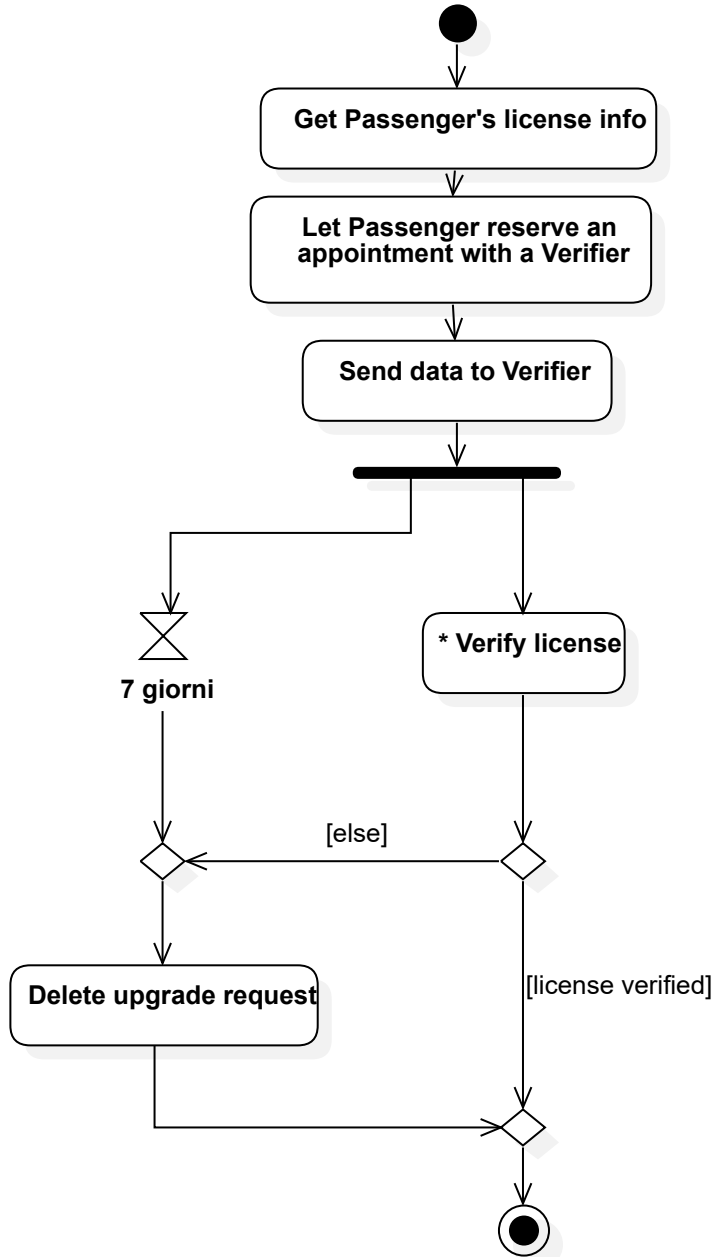 Get Passenger's license info
Let Passenger reserve an
appointment with a Verifier
Send data to Verifier
* Verify license
7 giorni
[else]
[license verified]
Delete upgrade request